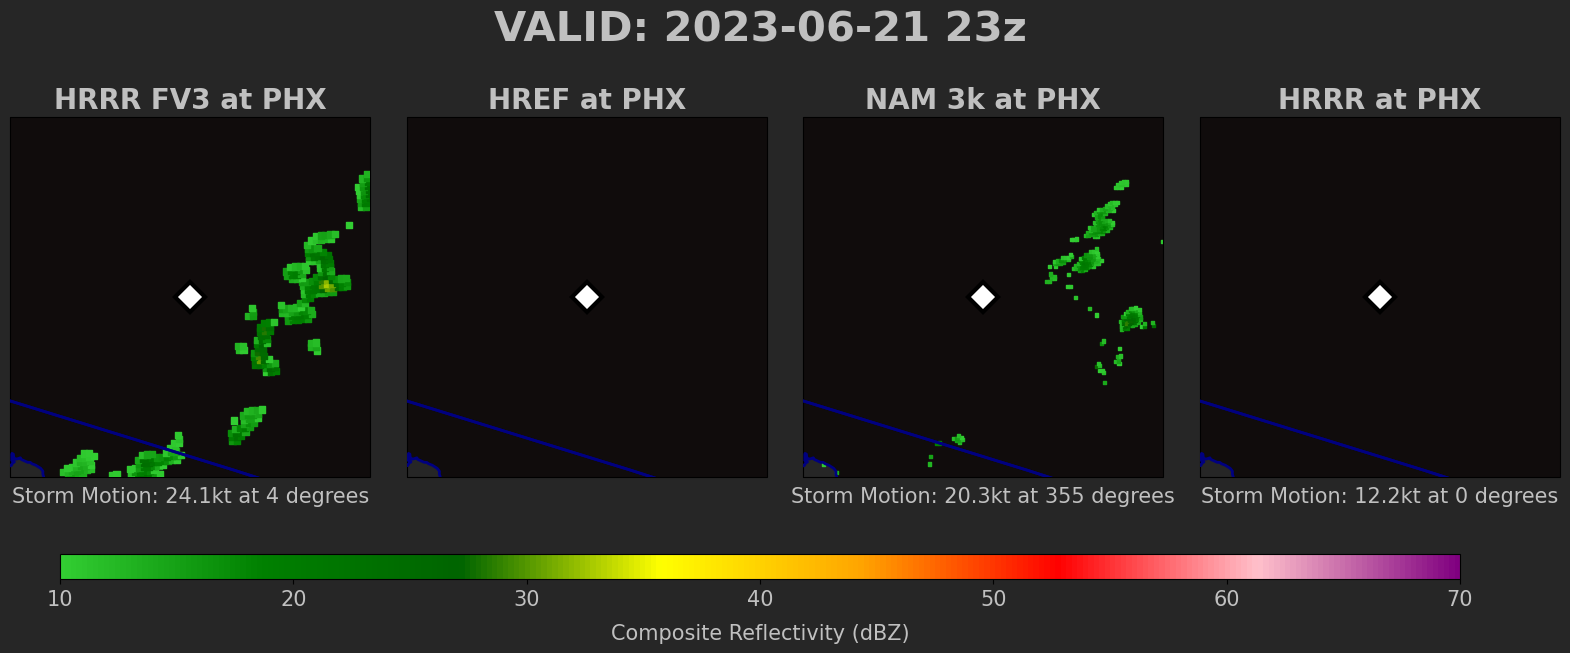 VALID: 2023-06-21 23z
HRRR FV3 at PHX
HREF at PHX
NAM 3k at PHX
HRRR at PHX
Storm Motion: 24.1kt at 4 degrees
Storm Motion: 20.3kt at 355 degrees
Storm Motion: 12.2kt at 0 degrees
10 20 30 40 50 60 70
Composite Reflectivity (dBZ)